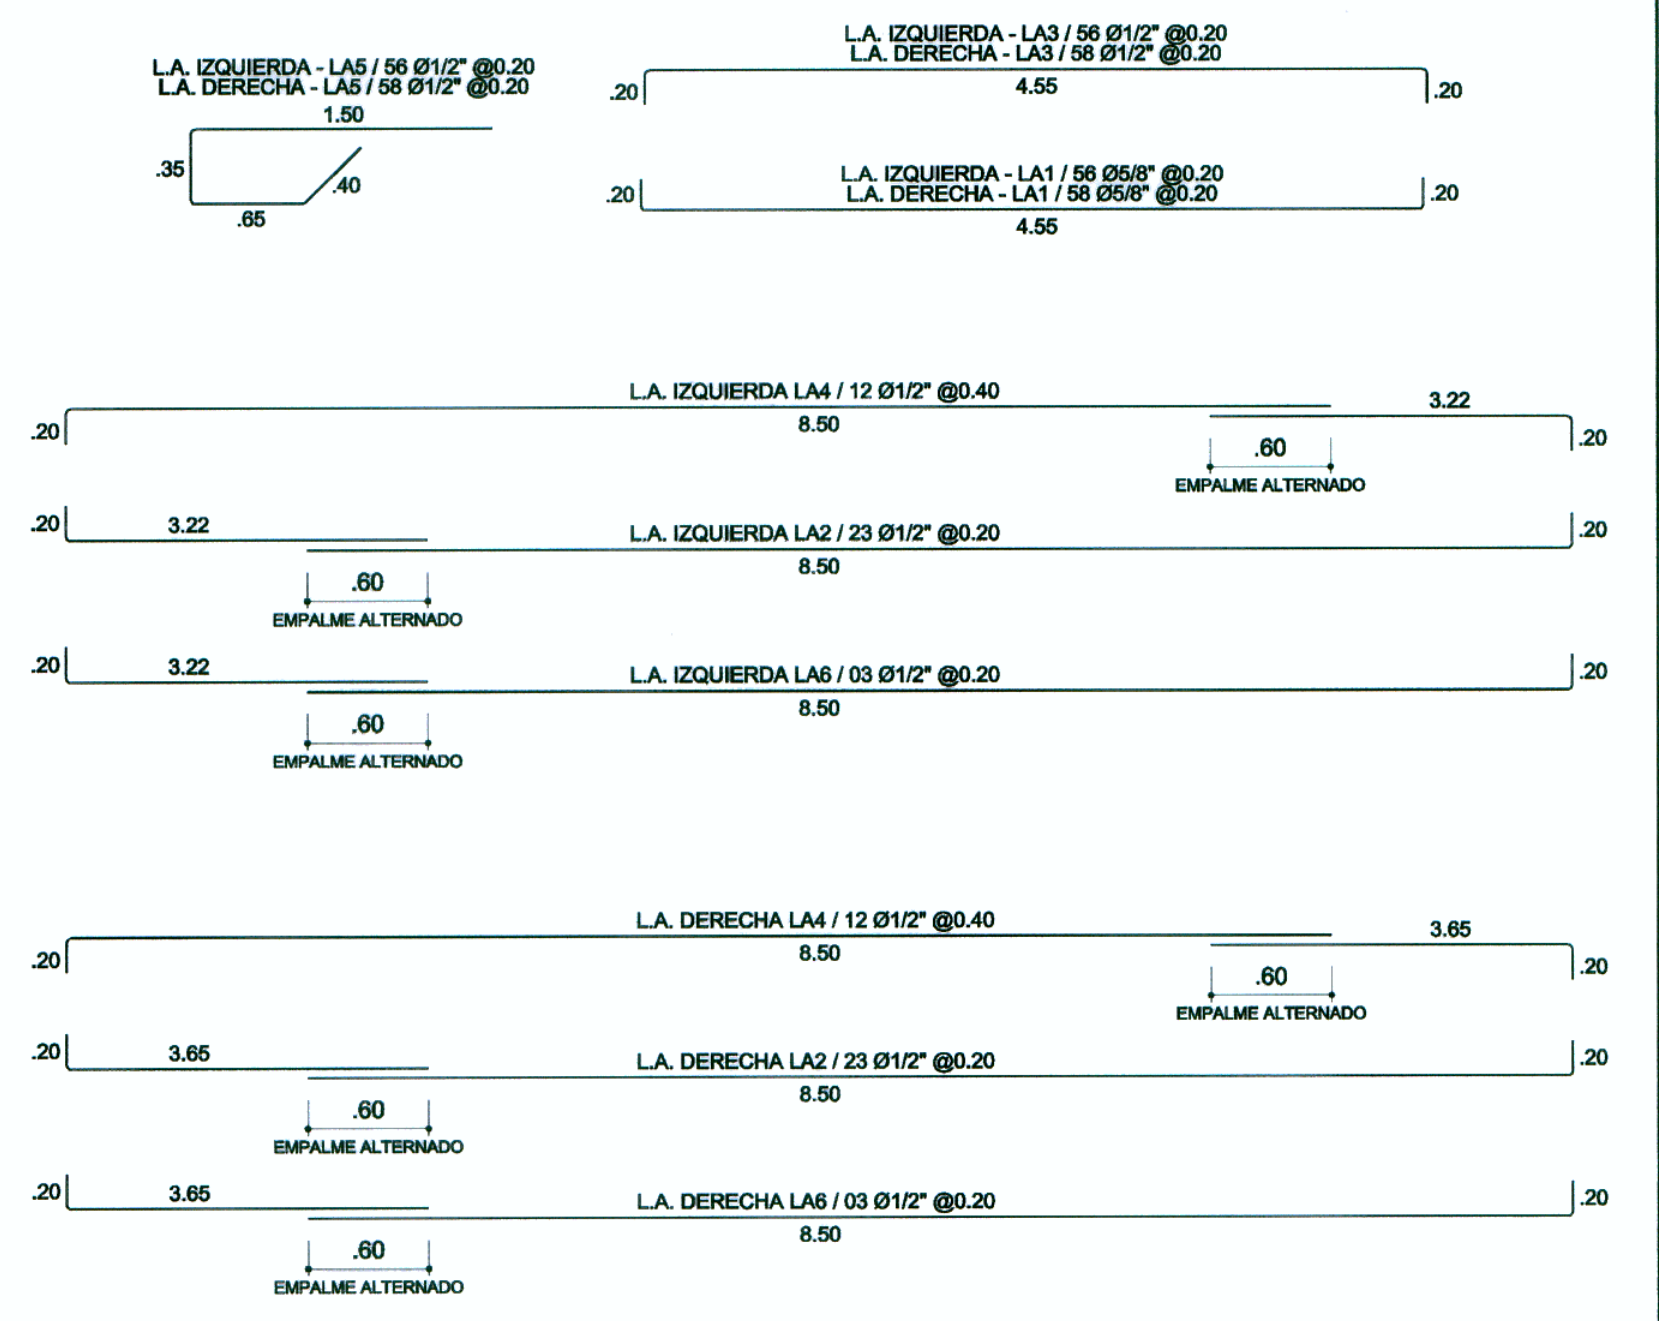 L.A. IZQUIERDA - LA5 / 56 Ø1/2" @0.20
L.A. DERECHA - LA5 / 58 Ø1/2" @0.20
1.50
.35
.40
.65
L.A. IZQUIERDA - LA3 / 56 Ø1/2" @0.20
L.A. DERECHA - LA3 / 58 Ø1/2" @0.20
.20
4.55
.20
L.A. IZQUIERDA - LA1 / 56 Ø5/8" @0.20
L.A. DERECHA - LA1 / 58 Ø5/8" @0.20
.20
.20
4.55
L.A. IZQUIERDA LA4 / 12 Ø1/2" @0.40
3.22
.20
8.50
.20
.60
EMPALME ALTERNADO
.20
3.22
L.A. IZQUIERDA LA2 / 23 Ø1/2" @0.20
.20
8.50
.60
EMPALME ALTERNADO
.20
3.22
L.A. IZQUIERDA LA6 / 03 Ø1/2" @0.20
.20
8.50
.60
EMPALME ALTERNADO
L.A. DERECHA LA4 / 12 Ø1/2" @0.40
3.65
.20
8.50
.20
.60
EMPALME ALTERNADO
.20
3.65
L.A. DERECHA LA2 / 23 Ø1/2" @0.20
.20
8.50
.60
EMPALME ALTERNADO
.20
3.65
L.A. DERECHA LA6 / 03 Ø1/2" @0.20
.20
8.50
.60
EMPALME ALTERNADO